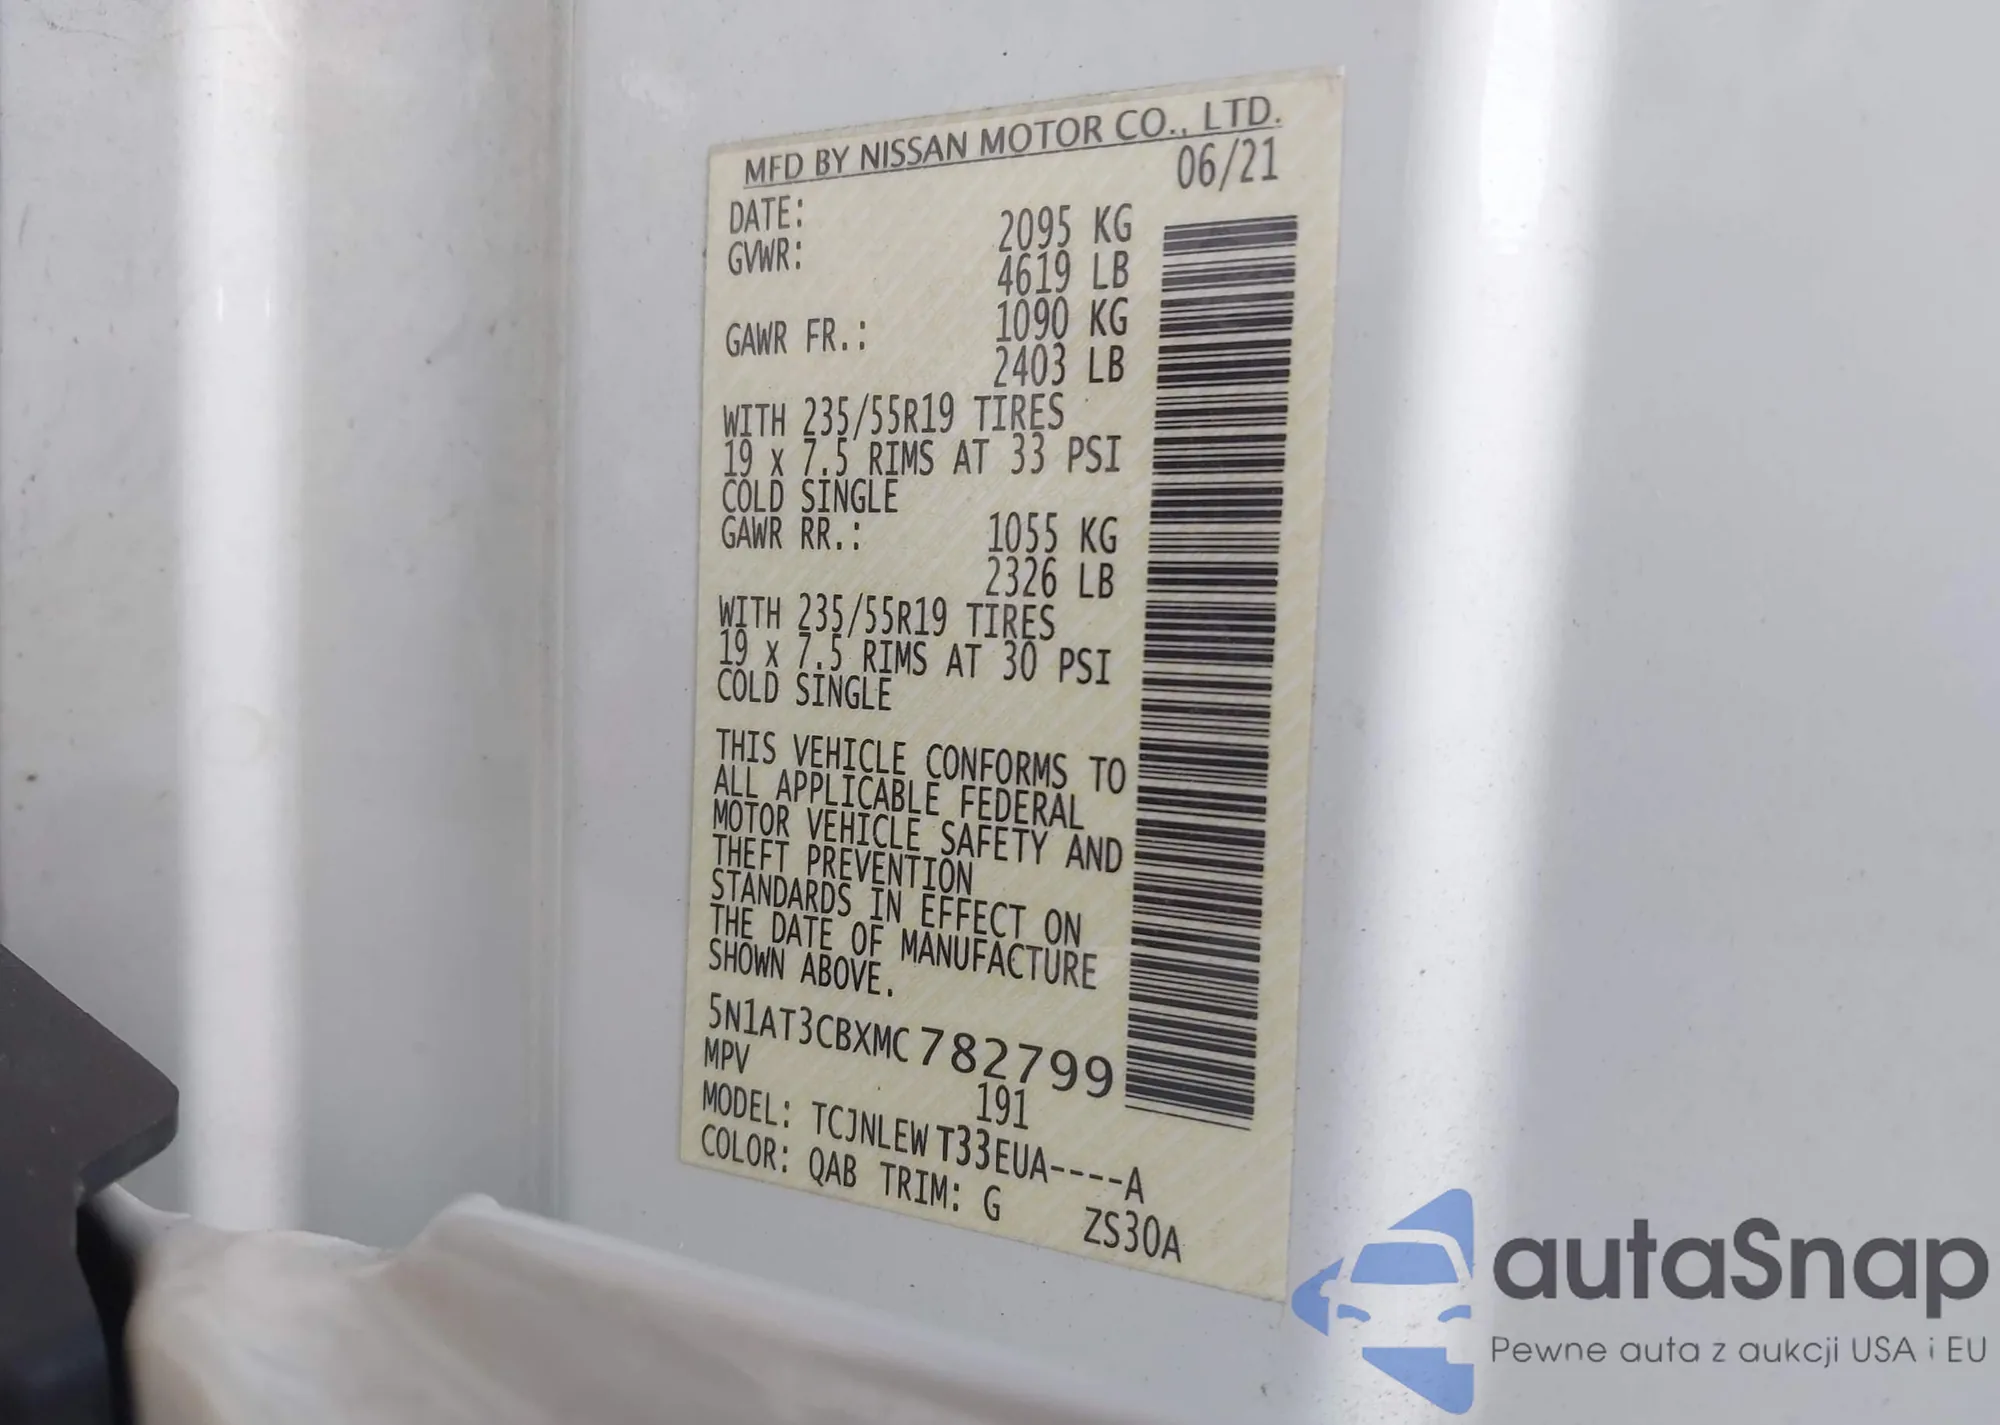 MFD BY NISSAN MOTOR CO., LTD.
DATE: 06/21
GVWR: 2095 KG
4619 LB
GAWR FR.: 1090 KG
2403 LB
WITH 235/55R19 TIRES
19 x 7.5 RIMS AT 33 PSI
COLD SINGLE
GAWR RR.: 1055 KG
2326 LB
WITH 235/55R19 TIRES
19 x 7.5 RIMS AT 30 PSI
COLD SINGLE
THIS VEHICLE CONFORMS TO
ALL APPLICABLE FEDERAL
MOTOR VEHICLE SAFETY AND
THEFT PREVENTION
STANDARDS IN EFFECT ON
THE DATE OF MANUFACTURE
SHOWN ABOVE.
5N1AT3CBXMC782799
MPV 191
MODEL: TCJNLEWT33EUA----A
COLOR: QAB TRIM: G ZS30A
autaSnap
Pewne auta z aukcji USA i EU